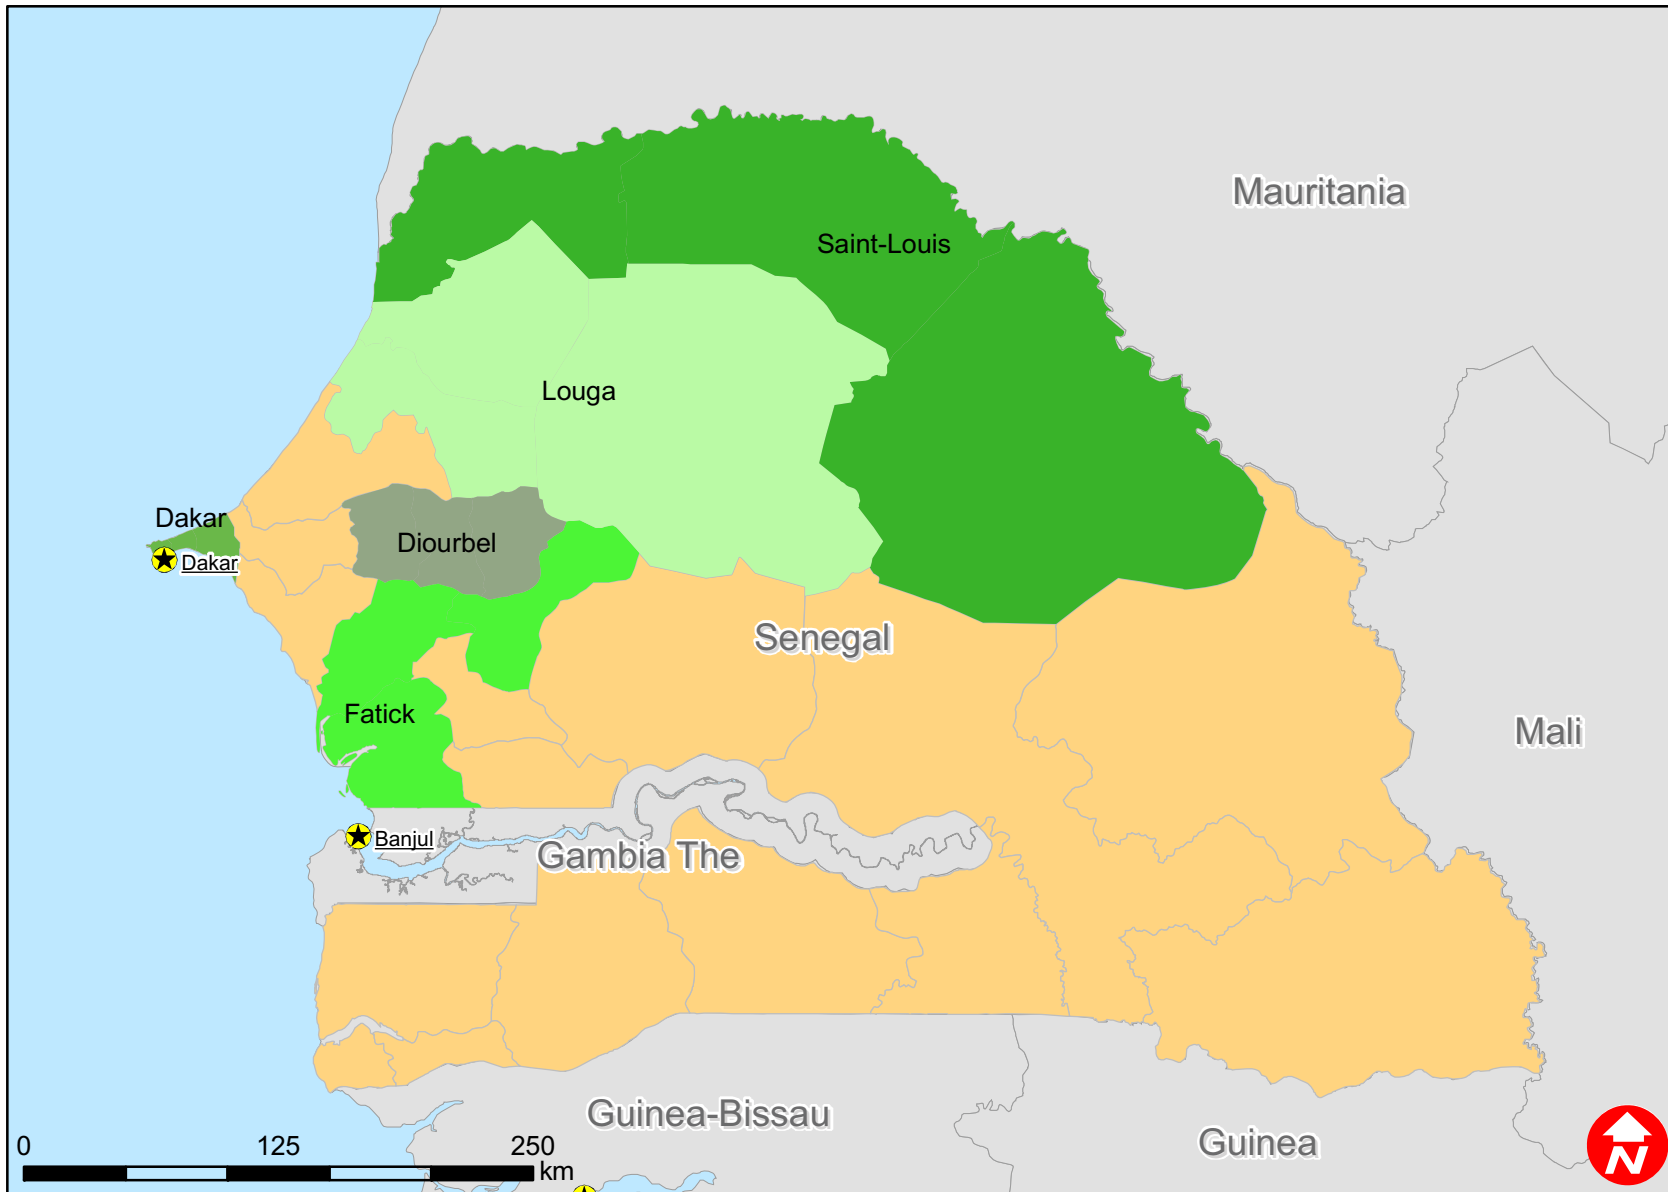 Mauritania
Saint-Louis
Louga
Dakar
Dakar
Diourbel
Senegal
Fatick
Mali
Banjul
Gambia The
Guinea-Bissau
Guinea
0 125 250
km
N